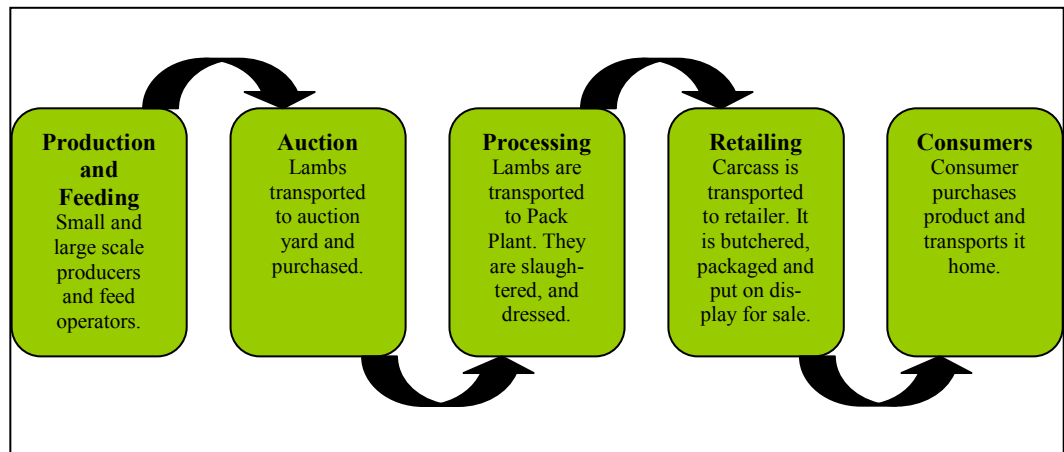 Production
and
Feeding
Small and
large scale
producers
and feed
operators.
Auction
Lambs
transported
to auction
yard and
purchased.
Processing
Lambs are
transported
to Pack
Plant. They
are slaugh-
tered, and
dressed.
Retailing
Carcass is
transported
to retailer. It
is butchered,
packaged and
put on dis-
play for sale.
Consumers
Consumer
purchases
product and
transports it
home.